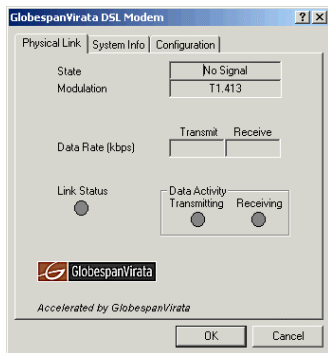 GlobespanVirata DSL Modem
Physical Link System Info Configuration
State No Signal
Modulation T1.413
Transmit Receive
Data Rate (kbps)
Link Status Data Activity
Transmitting Receiving
GlobespanVirata
Accelerated by GlobespanVirata
OK Cancel